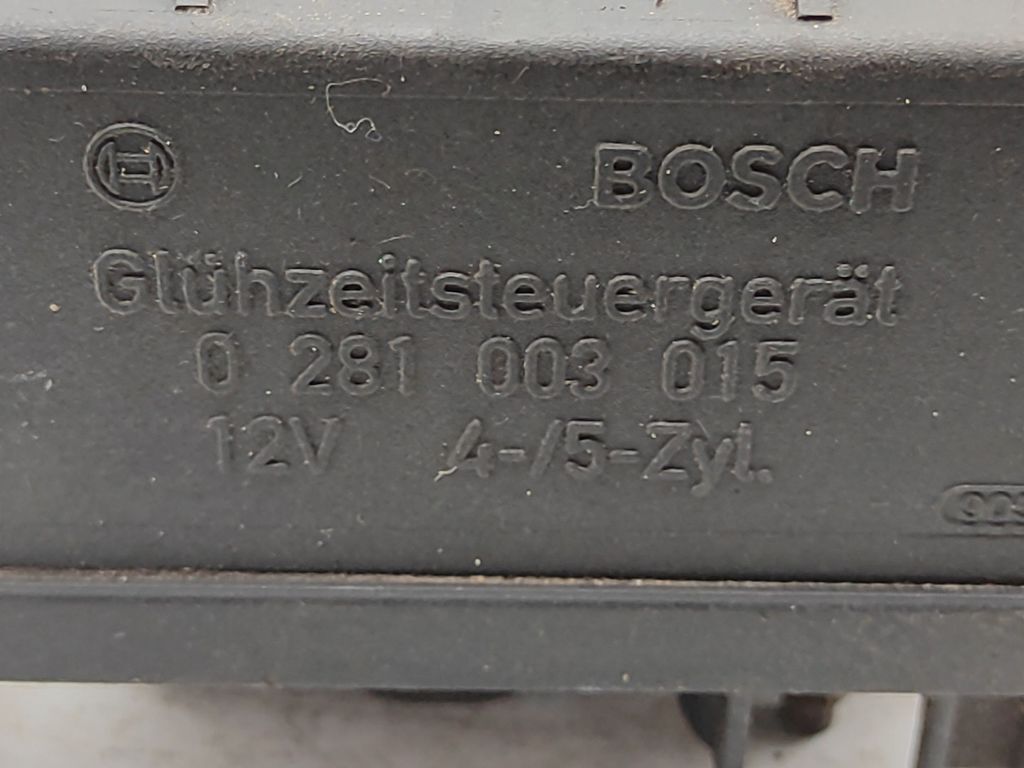 BOSCH
Glühzeitsteuergerät
0 281 003 015
12V 4-/5-Zyl.